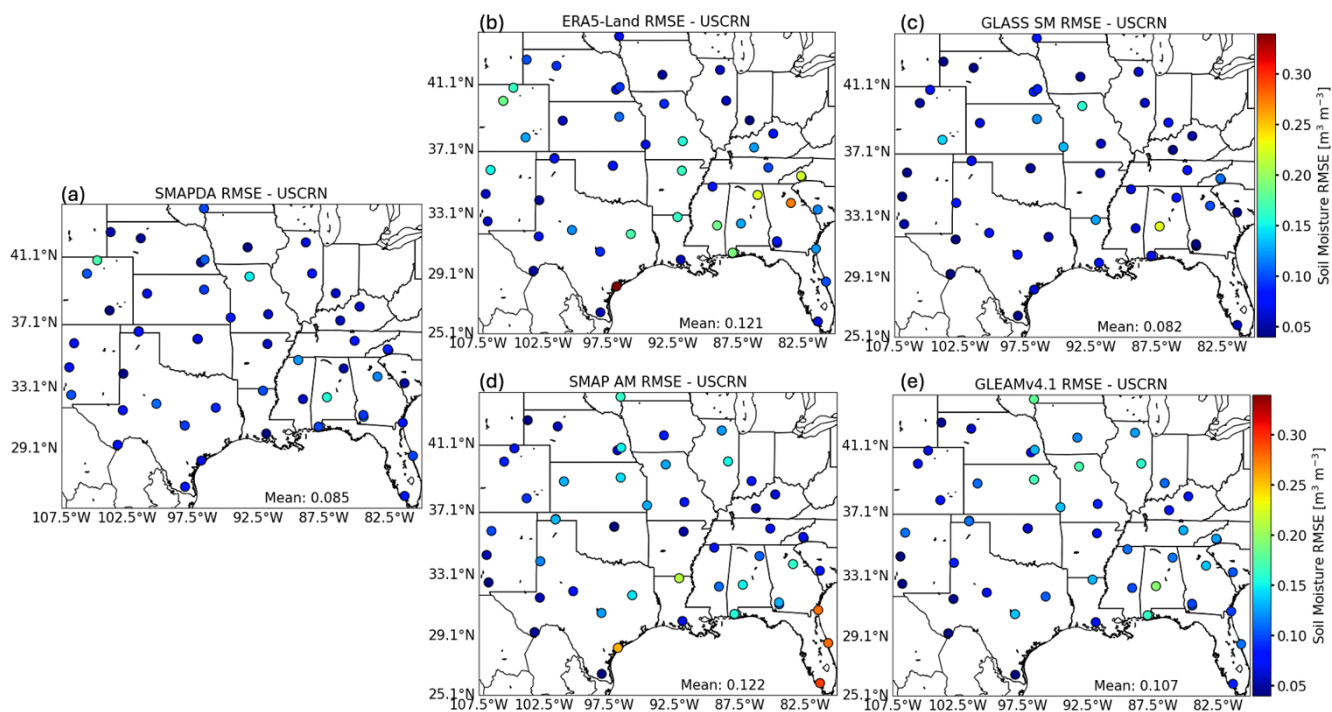 (a)
SMAPDA RMSE - USCRN
41.1°N
37.1°N
33.1°N
29.1°N
Mean: 0.085
107.5°W 102.5°W 97.5°W 92.5°W 87.5°W 82.5°W
(b)
ERA5-Land RMSE - USCRN
41.1°N
37.1°N
33.1°N
29.1°N
25.1°N
Mean: 0.121
107.5°W 102.5°W 97.5°W 92.5°W 87.5°W 82.5°W
(c)
GLASS SM RMSE - USCRN
41.1°N
37.1°N
33.1°N
29.1°N
25.1°N
Mean: 0.082
107.5°W 102.5°W 97.5°W 92.5°W 87.5°W 82.5°W
0.30
0.25
0.20
0.15
0.10
0.05
Soil Moisture RMSE [m³ m⁻³]
(d)
SMAP AM RMSE - USCRN
41.1°N
37.1°N
33.1°N
29.1°N
25.1°N
Mean: 0.122
107.5°W 102.5°W 97.5°W 92.5°W 87.5°W 82.5°W
(e)
GLEAMv4.1 RMSE - USCRN
41.1°N
37.1°N
33.1°N
29.1°N
25.1°N
Mean: 0.107
107.5°W 102.5°W 97.5°W 92.5°W 87.5°W 82.5°W
0.30
0.25
0.20
0.15
0.10
0.05
Soil Moisture RMSE [m³ m⁻³]